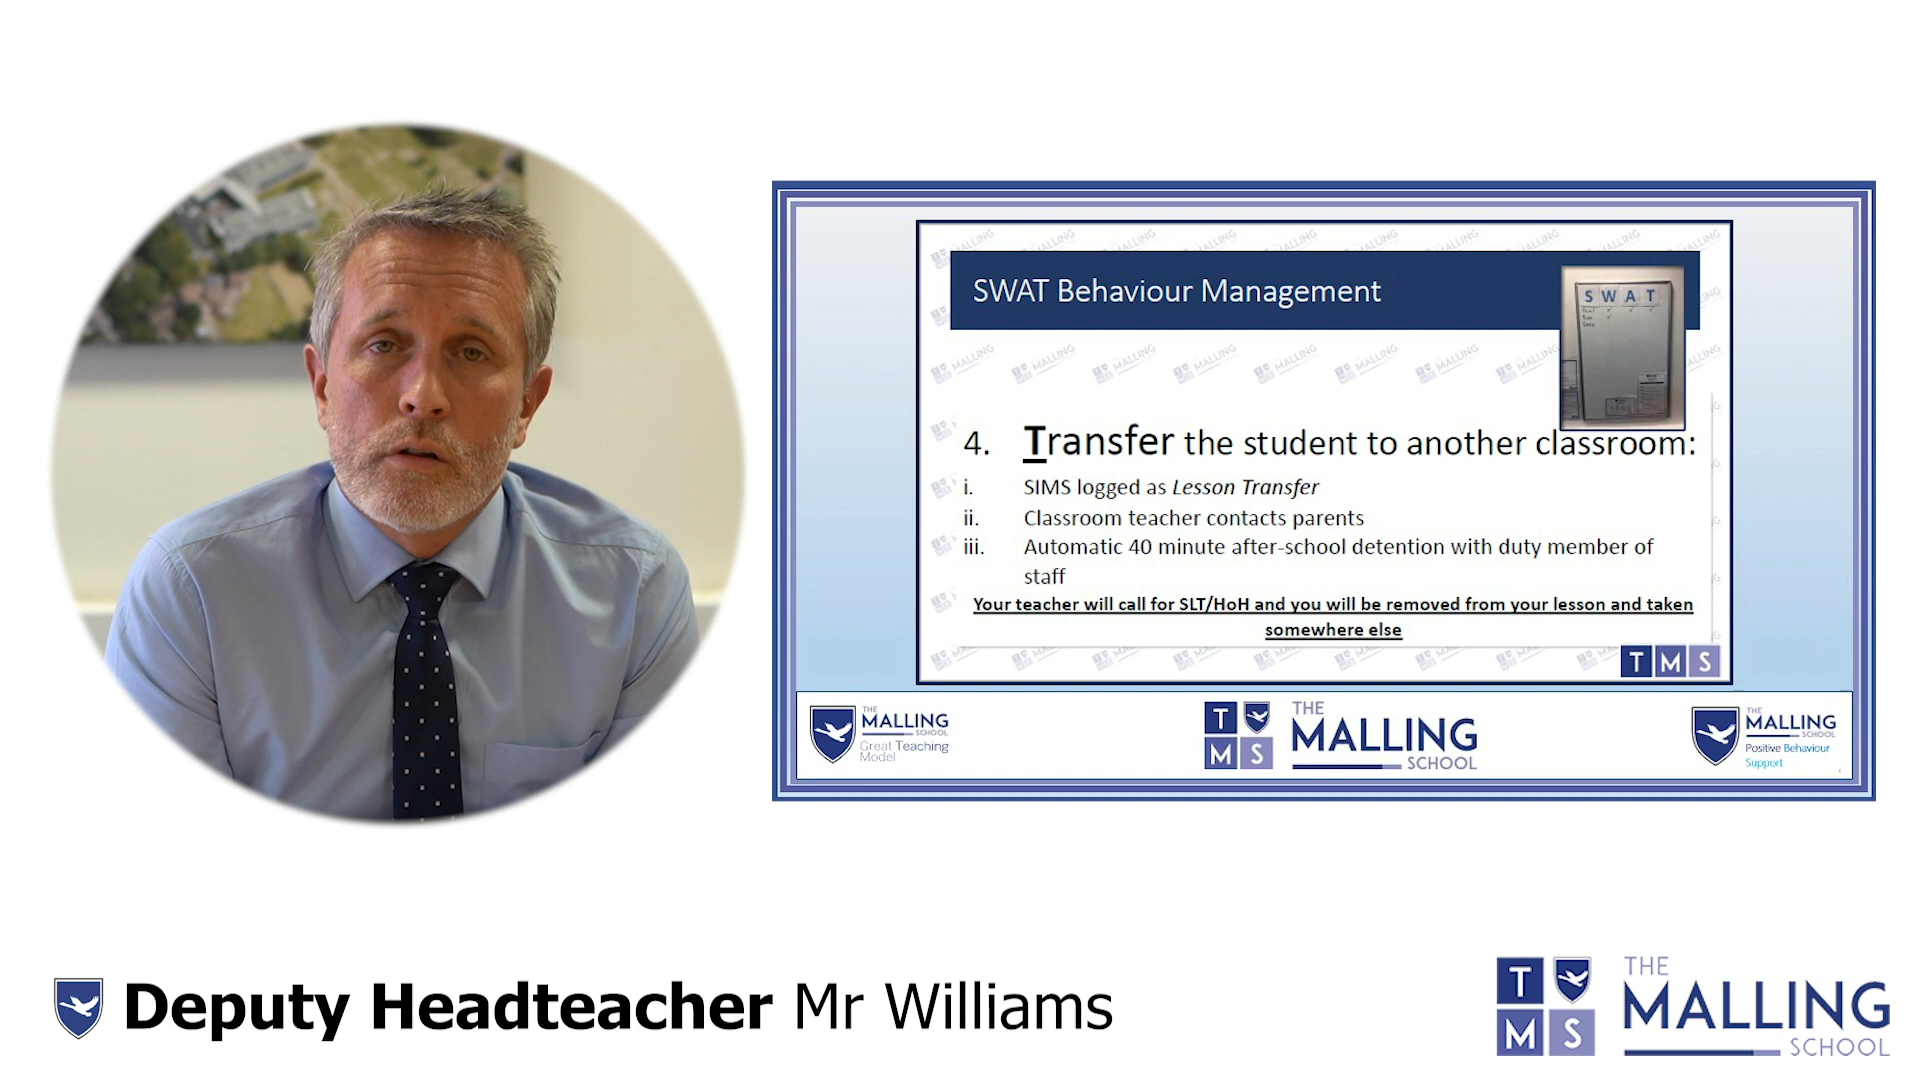 SWAT Behaviour Management
S W A T
4. Transfer the student to another classroom:
i. SIMS logged as Lesson Transfer
ii. Classroom teacher contacts parents
iii. Automatic 40 minute after-school detention with duty member of
staff
Your teacher will call for SLT/HoH and you will be removed from your lesson and taken
somewhere else
T M S
THE
MALLING
SCHOOL
Great Teaching
Model
T
M S
THE
MALLING
SCHOOL
THE
MALLING
SCHOOL
Positive Behaviour
Support
Deputy Headteacher Mr Williams
T
M S
THE
MALLING
SCHOOL